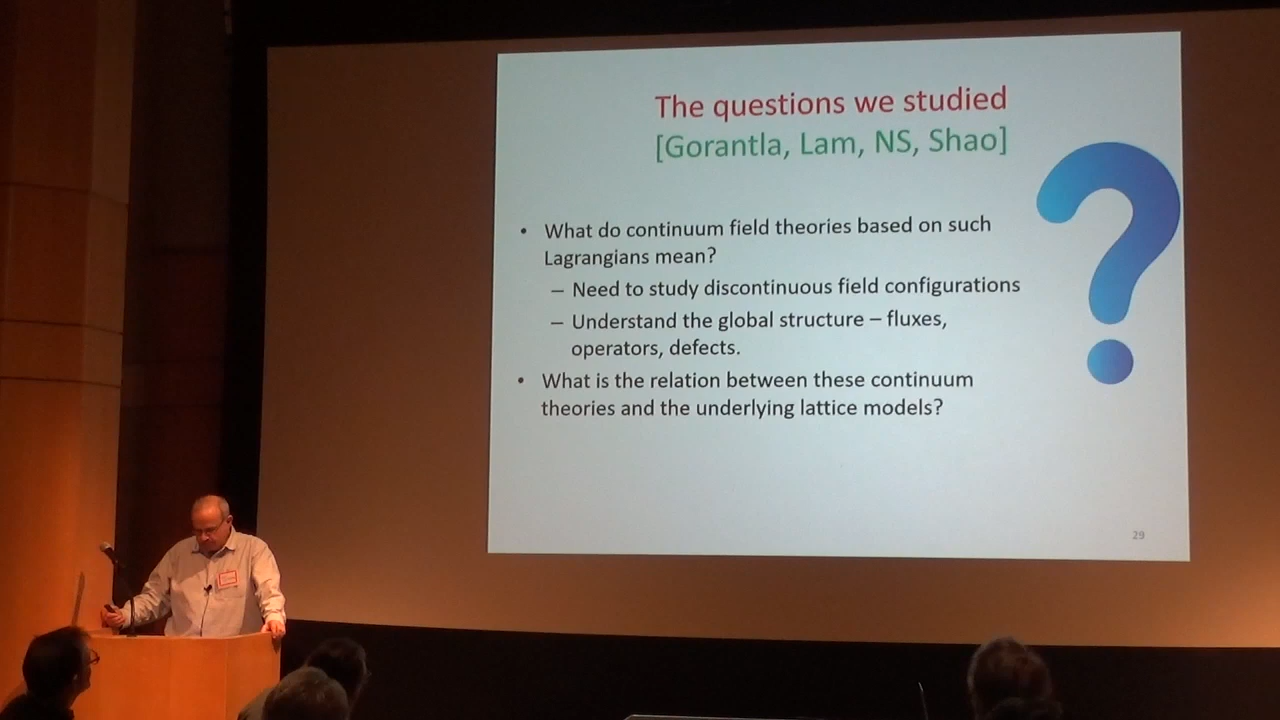 The questions we studied
[Gorantla, Lam, NS, Shao]
• What do continuum field theories based on such
Lagrangians mean?
– Need to study discontinuous field configurations
– Understand the global structure – fluxes,
operators, defects.
• What is the relation between these continuum
theories and the underlying lattice models?
?
29